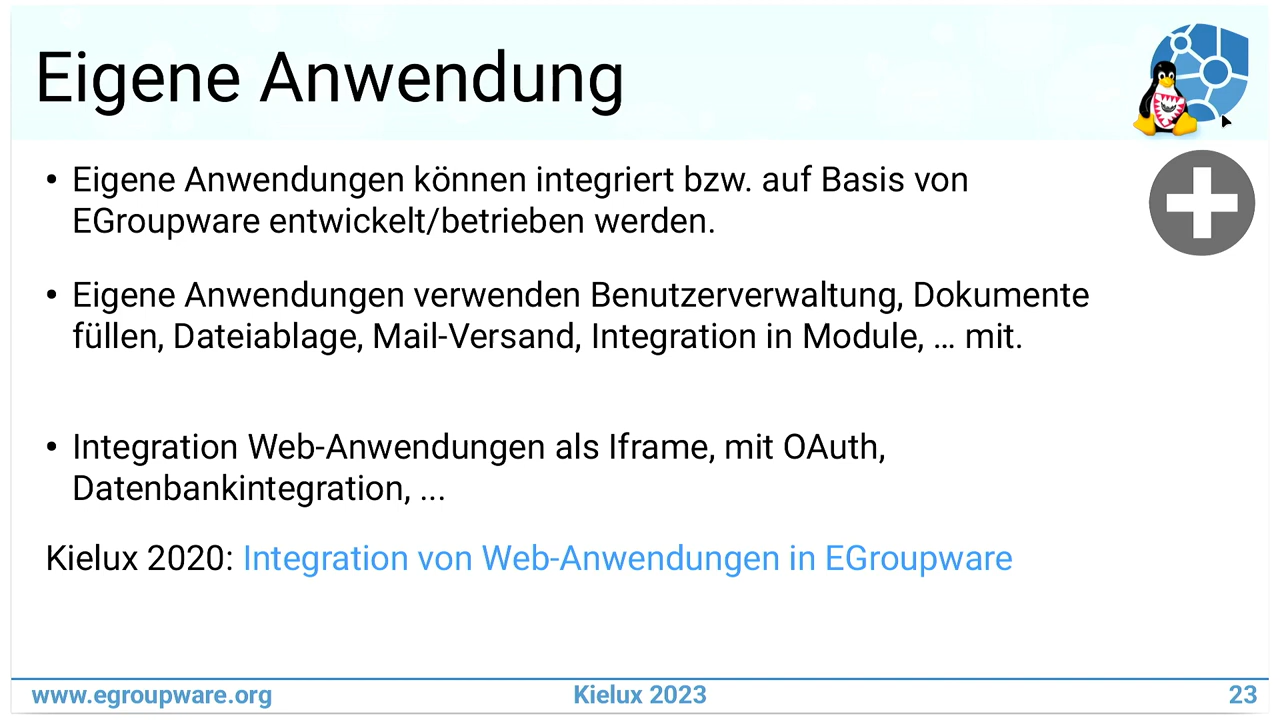 Eigene Anwendung
• Eigene Anwendungen können integriert bzw. auf Basis von
EGroupware entwickelt/betrieben werden.
• Eigene Anwendungen verwenden Benutzerverwaltung, Dokumente
füllen, Dateiablage, Mail-Versand, Integration in Module, … mit.
• Integration Web-Anwendungen als Iframe, mit OAuth,
Datenbankintegration, ...
Kielux 2020: Integration von Web-Anwendungen in EGroupware
www.egroupware.org Kielux 2023 23